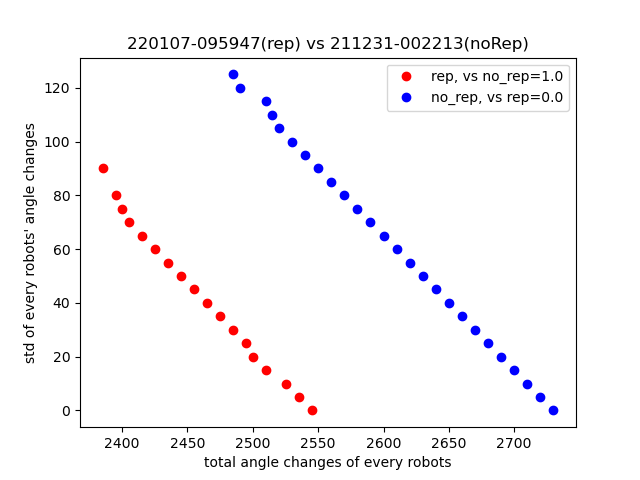 220107-095947(rep) vs 211231-002213(noRep)
rep, vs no_rep=1.0
no_rep, vs rep=0.0
std of every robots' angle changes
120
100
80
60
40
20
0
2400 2450 2500 2550 2600 2650 2700
total angle changes of every robots